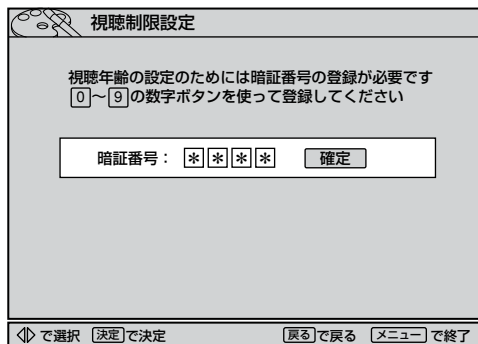 視聴制限設定
視聴年齢の設定のためには暗証番号の登録が必要です
0〜9の数字ボタンを使って登録してください
暗証番号： ＊＊＊＊ 確定
で選択 決定で決定 戻るで戻る メニューで終了